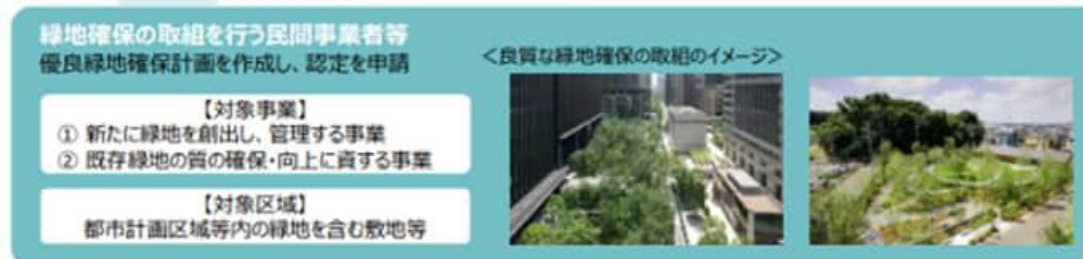 緑地確保の取組を行う民間事業者等
優良緑地確保計画を作成し、認定を申請
【対象事業】
① 新たに緑地を創出し、管理する事業
② 既存緑地の質の確保・向上に資する事業
【対象区域】
都市計画区域等内の緑地を含む敷地等
＜良質な緑地確保の取組のイメージ＞